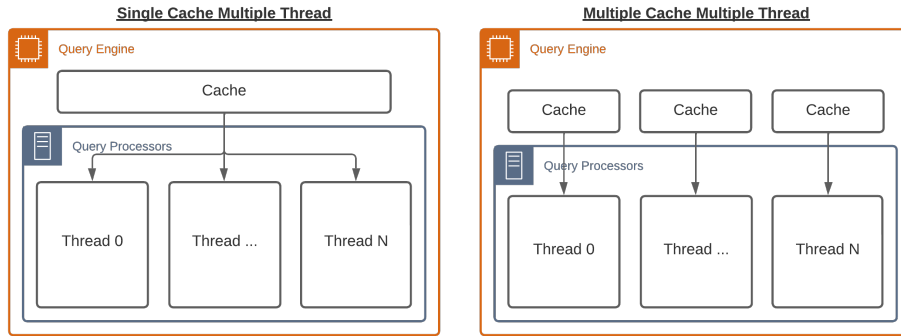 Single Cache Multiple Thread
Query Engine
Cache
Query Processors
Thread 0
Thread ...
Thread N
Multiple Cache Multiple Thread
Query Engine
Cache
Cache
Cache
Query Processors
Thread 0
Thread ...
Thread N